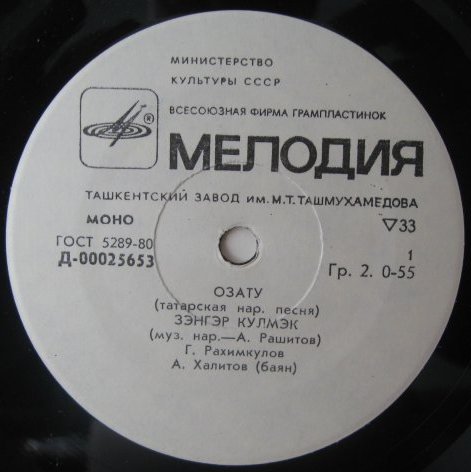 МИНИСТЕРСТВО
КУЛЬТУРЫ СССР
®
ВСЕСОЮЗНАЯ ФИРМА ГРАМПЛАСТИНОК
МЕЛОДИЯ
ТАШКЕНТСКИЙ ЗАВОД ИМ. М.Т. ТАШМУХАМЕДОВА
МОНО ▽33
ГОСТ 5289-80 1
Д-00025653 Гр. 2. 0-55
ОЗАТУ
(татарская нар. песня)
ЗЭНГЭР КУЛМЭК
(муз. нар.—А. Рашитов)
Г. Рахимкулов
А. Халитов (баян)